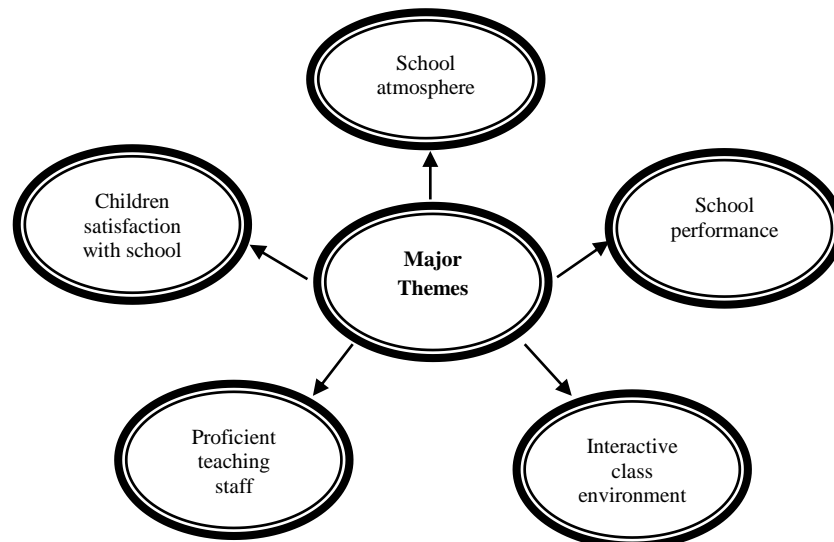 School
atmosphere
Children
satisfaction
with school
School
performance
Major
Themes
Proficient
teaching
staff
Interactive
class
environment